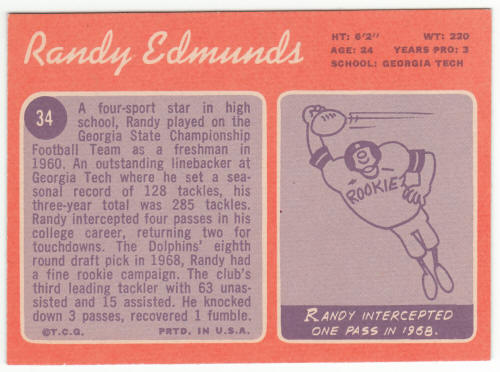 Randy Edmunds
HT: 6'2" WT: 220
AGE: 24 YEARS PRO: 3
SCHOOL: GEORGIA TECH
34
A four-sport star in high
school, Randy played on the
Georgia State Championship
Football Team as a freshman in
1960. An outstanding linebacker at
Georgia Tech where he set a sea-
sonal record of 128 tackles, his
three-year total was 285 tackles.
Randy intercepted four passes in his
college career, returning two for
touchdowns. The Dolphins' eighth
round draft pick in 1968, Randy had
a fine rookie campaign. The club's
third leading tackler with 63 unas-
sisted and 15 assisted. He knocked
down 3 passes, recovered 1 fumble.
©T.C.G. PRTD. IN U.S.A.
ROOKIE
RANDY INTERCEPTED
ONE PASS IN 1968.